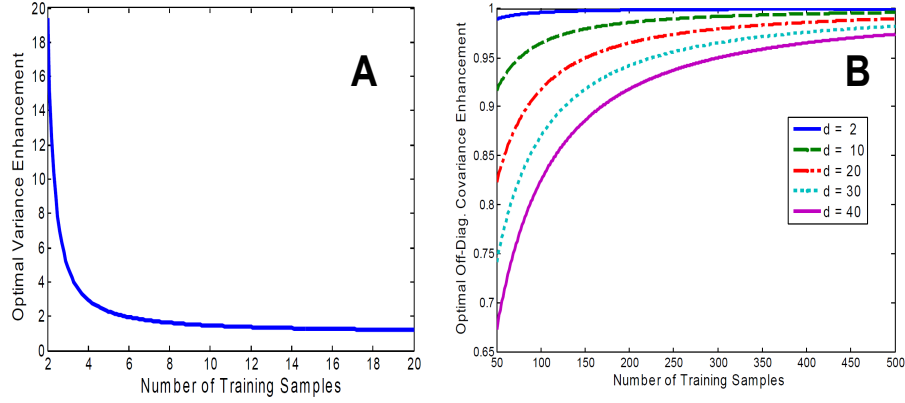 A
Optimal Variance Enhancement
20
18
16
14
12
10
8
6
4
2
0
2 4 6 8 10 12 14 16 18 20
Number of Training Samples
B
Optimal Off-Diag. Covariance Enhancement
1
0.95
0.9
0.85
0.8
0.75
0.7
0.65
d = 2
d = 10
d = 20
d = 30
d = 40
50 100 150 200 250 300 350 400 450 500
Number of Training Samples